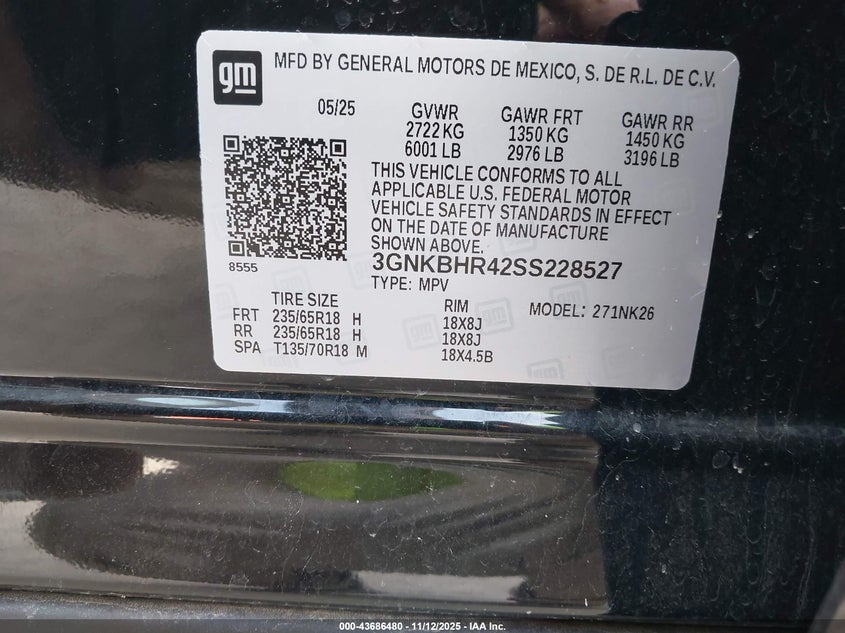 gm
MFD BY GENERAL MOTORS DE MEXICO, S. DE R.L. DE C.V.
05/25 GVWR GAWR FRT GAWR RR
2722 KG 1350 KG 1450 KG
6001 LB 2976 LB 3196 LB
THIS VEHICLE CONFORMS TO ALL
APPLICABLE U.S. FEDERAL MOTOR
VEHICLE SAFETY STANDARDS IN EFFECT
ON THE DATE OF MANUFACTURE
SHOWN ABOVE.
8555
3GNKBHR42SS228527
TYPE: MPV
TIRE SIZE RIM MODEL: 271NK26
FRT 235/65R18 H 18X8J
RR 235/65R18 H 18X8J
SPA T135/70R18 M 18X4.5B
000-43686480 - 11/12/2025 - IAA Inc.